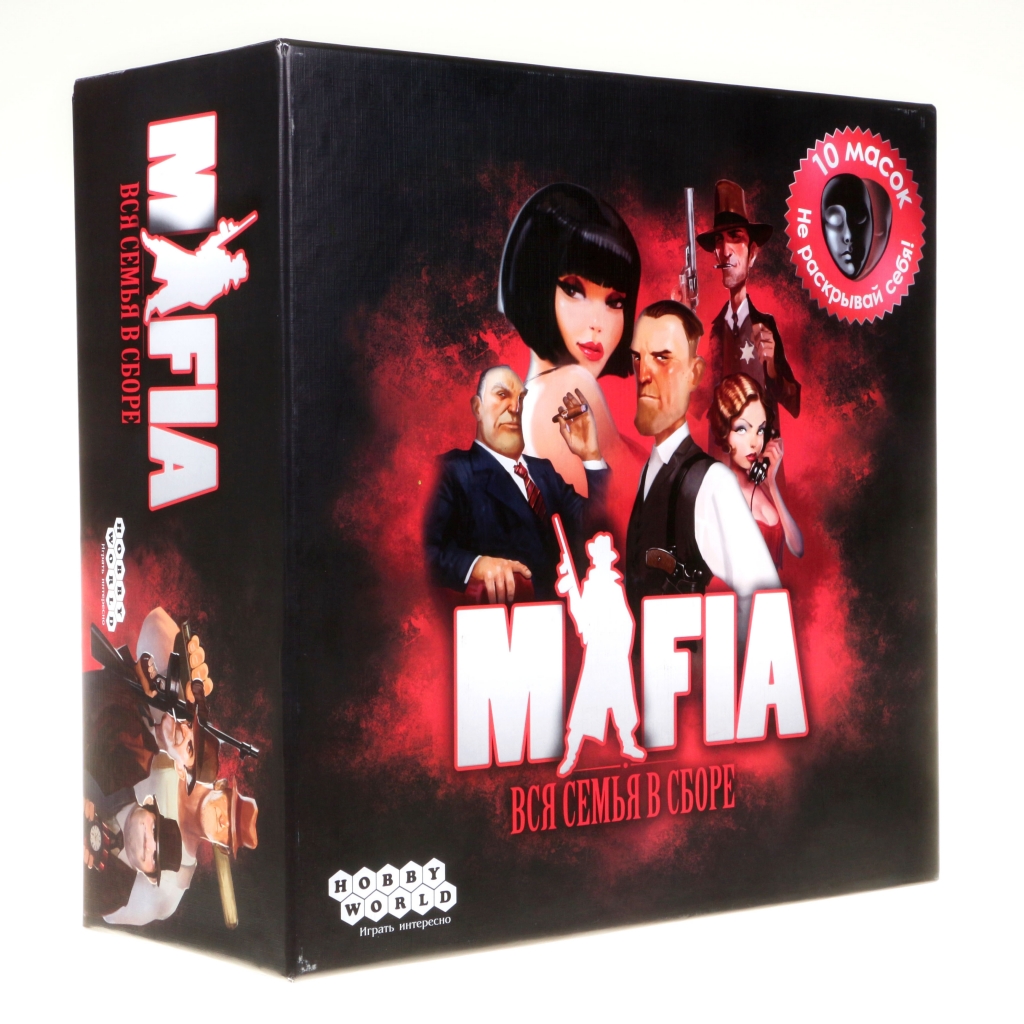 MAFIA
ВСЯ СЕМЬЯ В СБОРЕ
HOBBY
WORLD
Играть интересно
10 масок
Не раскрывай себя!
MAFIA
ВСЯ СЕМЬЯ В СБОРЕ
HOBBY
WORLD
Играть интересно